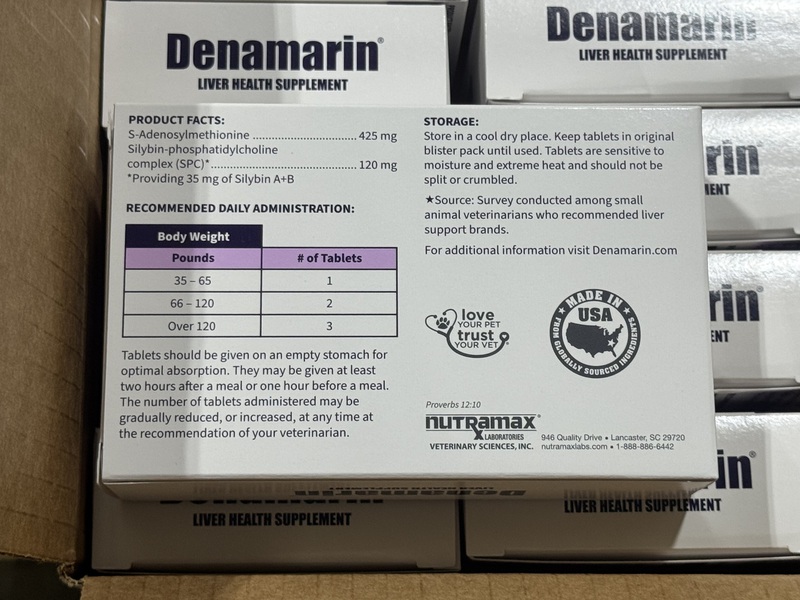 Denamarin®
LIVER HEALTH SUPPLEMENT
Denamarin
LIVER HEALTH SUPPLEMENT
PRODUCT FACTS:
S-Adenosylmethionine ................................ 425 mg
Silybin-phosphatidylcholine
complex (SPC)*........................................... 120 mg
*Providing 35 mg of Silybin A+B
RECOMMENDED DAILY ADMINISTRATION:
Body Weight
Pounds # of Tablets
35 – 65 1
66 – 120 2
Over 120 3
Tablets should be given on an empty stomach for
optimal absorption. They may be given at least
two hours after a meal or one hour before a meal.
The number of tablets administered may be
gradually reduced, or increased, at any time at
the recommendation of your veterinarian.
STORAGE:
Store in a cool dry place. Keep tablets in original
blister pack until used. Tablets are sensitive to
moisture and extreme heat and should not be
split or crumbled.
★Source: Survey conducted among small
animal veterinarians who recommended liver
support brands.
For additional information visit Denamarin.com
love
YOUR PET
trust
YOUR VET®
MADE IN
USA
FROM GLOBALLY SOURCED INGREDIENTS
Proverbs 12:10
nutramax®
LABORATORIES
VETERINARY SCIENCES, INC.
946 Quality Drive • Lancaster, SC 29720
nutramaxlabs.com • 1-888-886-6442
rin®
MENT
rin®
ENT
in®
Denamarin
LIVER HEALTH SUPPLEMENT
LIVER HEALTH SUPPLEMENT